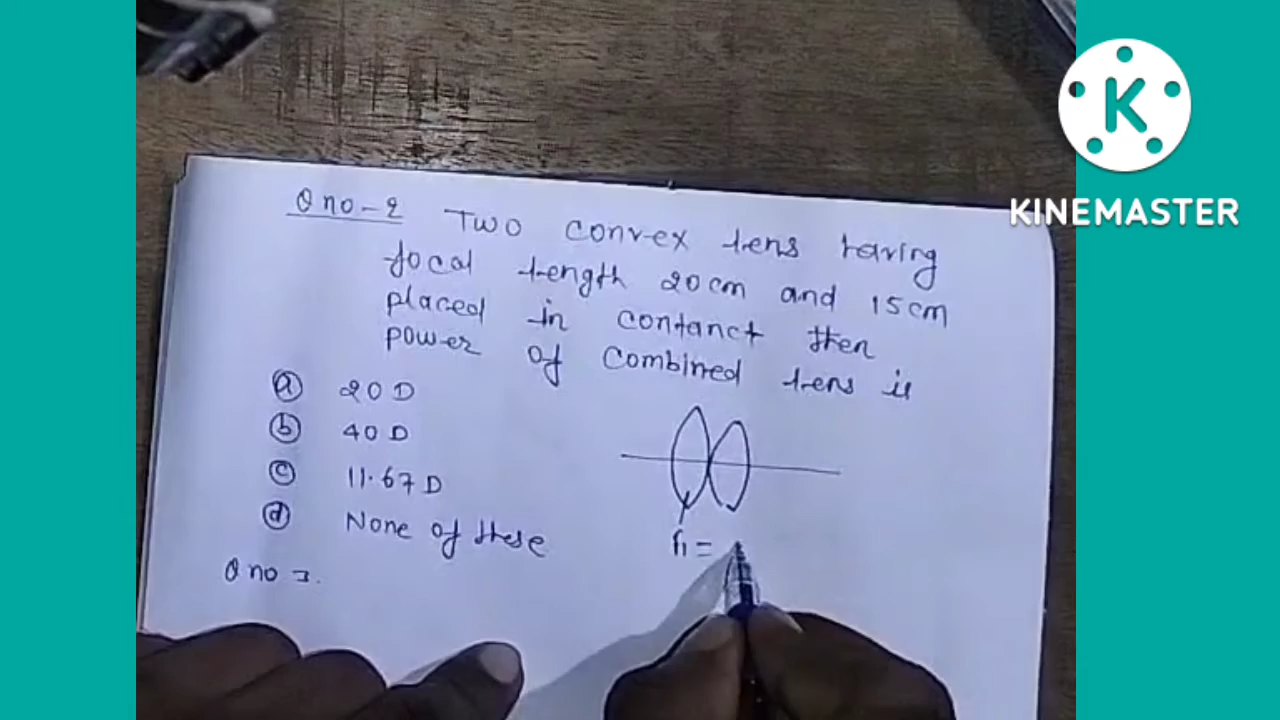 Q no - 2 Two convex lens having
focal length 20cm and 15cm
placed in contanct then
power of combined lens is
(a) 20 D
(b) 40 D
(c) 11.67 D
(d) None of these
f1 =
Q no 3.
K
KINEMASTER